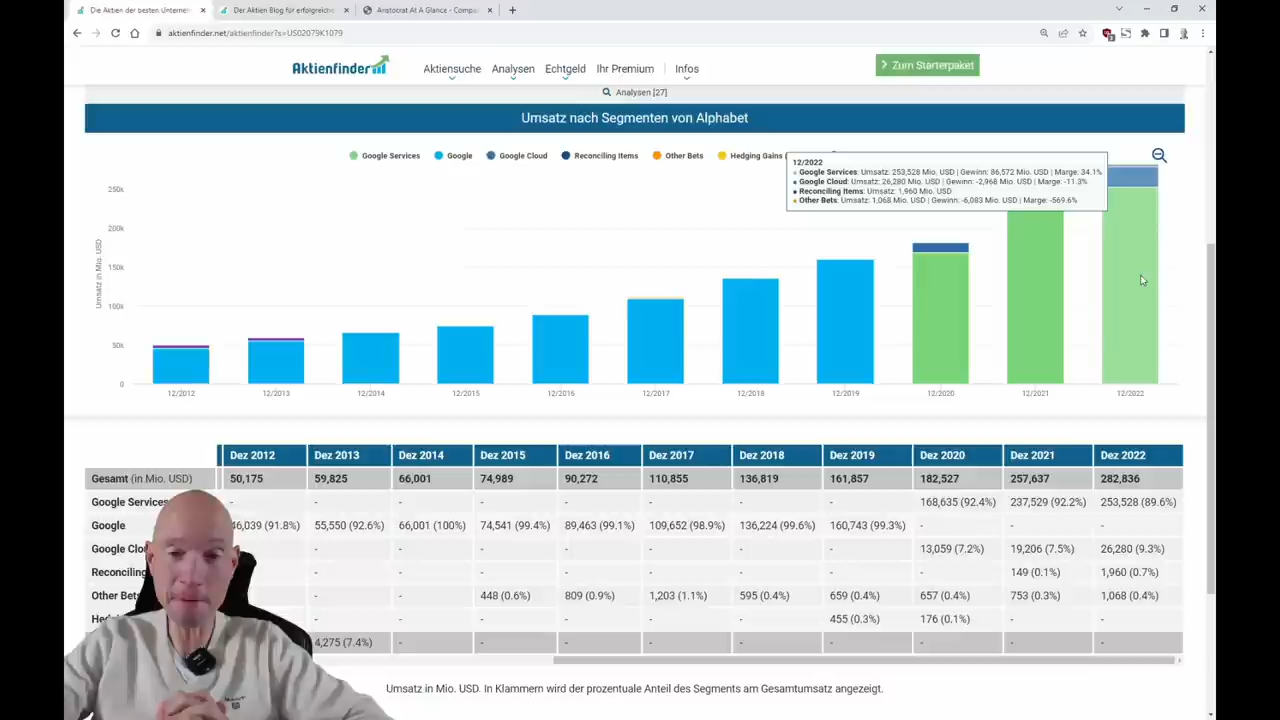 Die Aktien der besten Unterneh
Der Aktien Blog für erfolgreiche
Aristocrat At A Glance - Compa
aktienfinder.net/aktienfinder?s=US02079K1079
Aktienfinder
Aktiensuche
Analysen
Echtgeld
Ihr Premium
Infos
Zum Starterpaket
Analysen [27]
Umsatz nach Segmenten von Alphabet
Google Services
Google
Google Cloud
Reconciling Items
Other Bets
Hedging Gains
12/2022
Google Services: Umsatz: 253,528 Mio. USD | Gewinn: 86,572 Mio. USD | Marge: 34.1%
Google Cloud: Umsatz: 26,280 Mio. USD | Gewinn: -2,968 Mio. USD | Marge: -11.3%
Reconciling Items: Umsatz: 1,960 Mio. USD
Other Bets: Umsatz: 1,068 Mio. USD | Gewinn: -6,083 Mio. USD | Marge: -569.6%
Umsatz in Mio. USD
250k
200k
150k
100k
50k
0
12/2012 12/2013 12/2014 12/2015 12/2016 12/2017 12/2018 12/2019 12/2020 12/2021 12/2022
Dez 2012 Dez 2013 Dez 2014 Dez 2015 Dez 2016 Dez 2017 Dez 2018 Dez 2019 Dez 2020 Dez 2021 Dez 2022
Gesamt (in Mio. USD) 50,175 59,825 66,001 74,989 90,272 110,855 136,819 161,857 182,527 257,637 282,836
Google Services - - - - - - - - 168,635 (92.4%) 237,529 (92.2%) 253,528 (89.6%)
Google 46,039 (91.8%) 55,550 (92.6%) 66,001 (100%) 74,541 (99.4%) 89,463 (99.1%) 109,652 (98.9%) 136,224 (99.6%) 160,743 (99.3%) - - -
Google Clo - - - - - - - 13,059 (7.2%) 19,206 (7.5%) 26,280 (9.3%)
Reconciling - - - - - - - - 149 (0.1%) 1,960 (0.7%)
Other Bets - - 448 (0.6%) 809 (0.9%) 1,203 (1.1%) 595 (0.4%) 659 (0.4%) 657 (0.4%) 753 (0.3%) 1,068 (0.4%)
Hed - - - - - - 455 (0.3%) 176 (0.1%) - -
4,275 (7.4%) - - - - - - - - -
Umsatz in Mio. USD. In Klammern wird der prozentuale Anteil des Segments am Gesamtumsatz angezeigt.